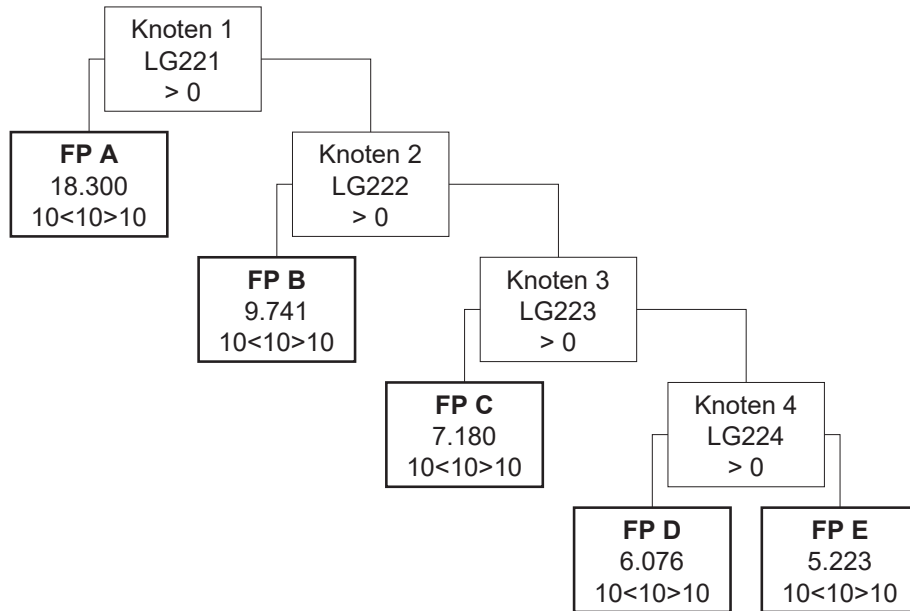 Knoten 1
LG221
> 0
FP A
18.300
10<10>10
Knoten 2
LG222
> 0
FP B
9.741
10<10>10
Knoten 3
LG223
> 0
FP C
7.180
10<10>10
Knoten 4
LG224
> 0
FP D
6.076
10<10>10
FP E
5.223
10<10>10